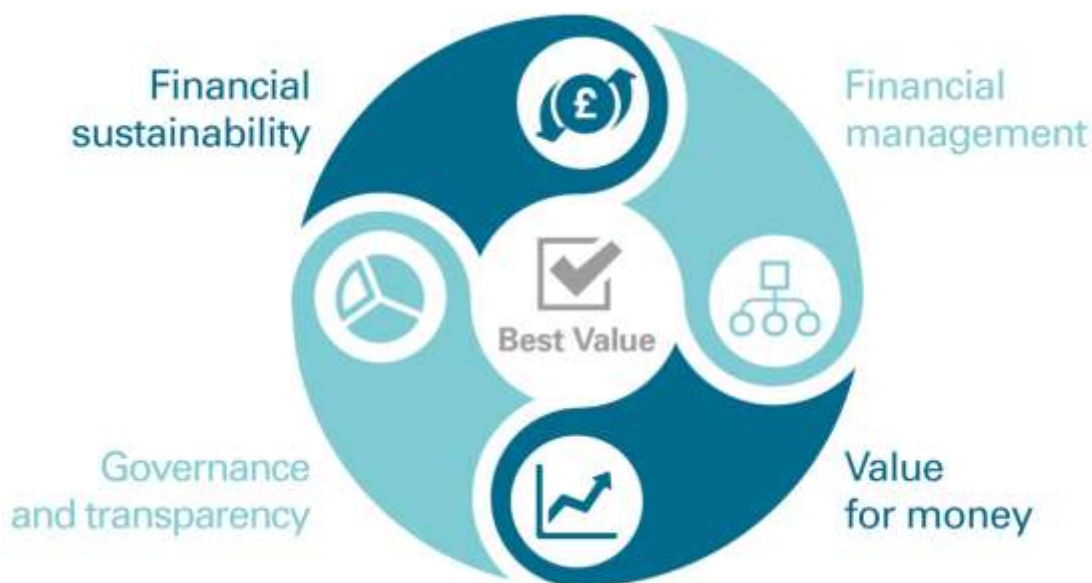 Financial
sustainability
Financial
management
£
Best Value
Governance
and transparency
Value
for money